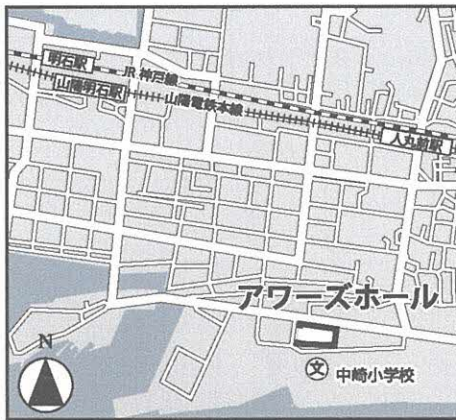 明石駅
JR 神戸線
山陽明石駅
山陽電鉄本線
人丸前駅
アワーズホール
N
文
中崎小学校